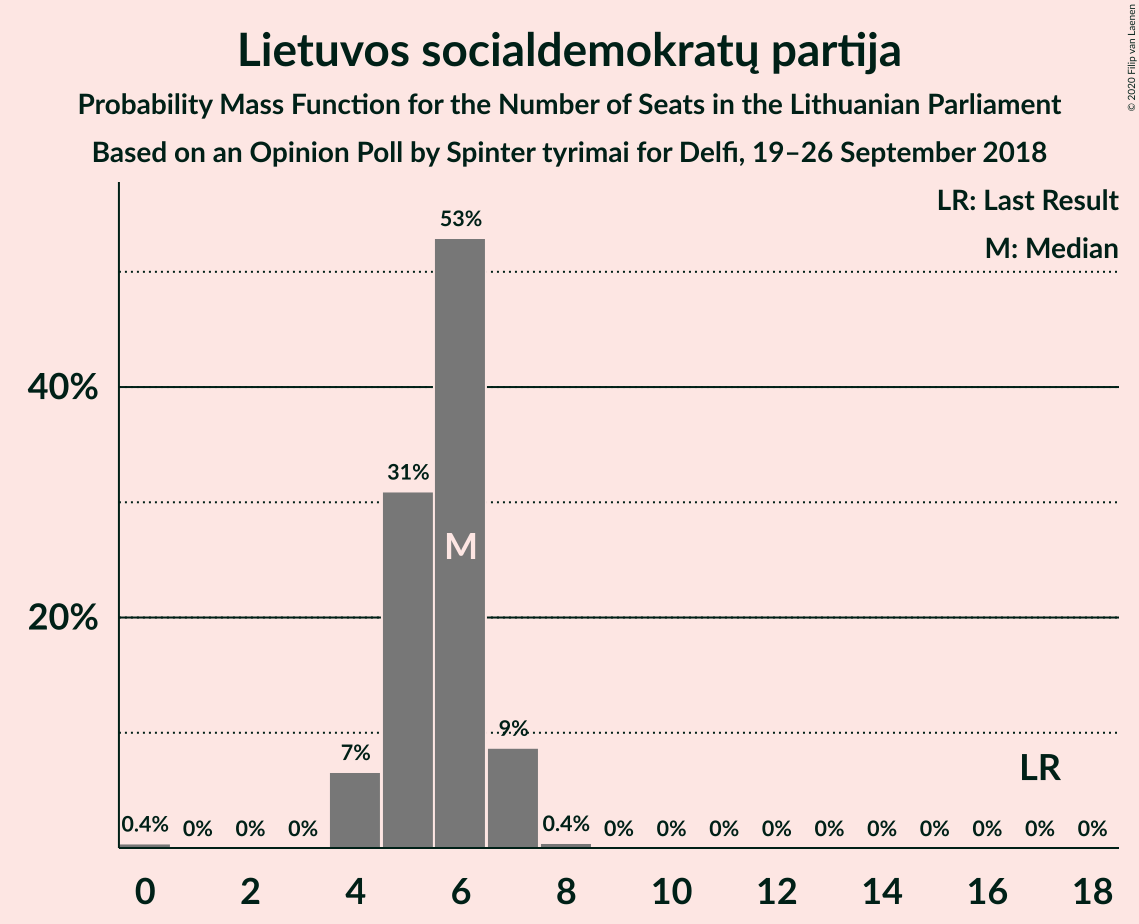 Lietuvos socialdemokratų partija
Probability Mass Function for the Number of Seats in the Lithuanian Parliament
Based on an Opinion Poll by Spinter tyrimai for Delfi, 19–26 September 2018
© 2020 Filip van Laenen
LR: Last Result
M: Median
53%
40%
31%
M
20%
9%
7%
LR
0.4% 0% 0% 0% 0.4% 0% 0% 0% 0% 0% 0% 0% 0% 0% 0%
0 2 4 6 8 10 12 14 16 18